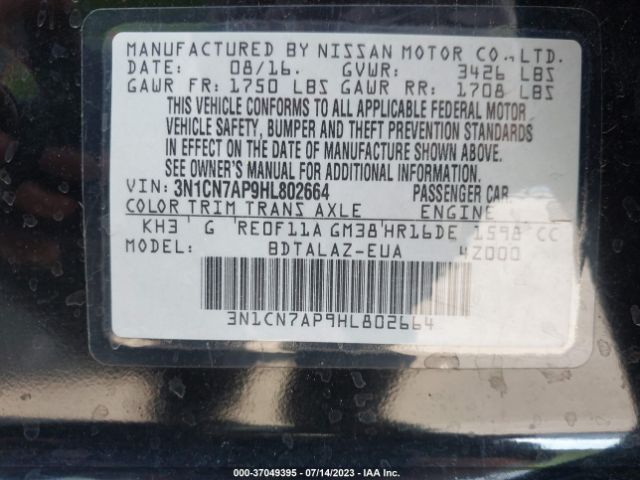 MANUFACTURED BY NISSAN MOTOR CO.,LTD.
DATE: 08/16. GVWR: 3426 LBS
GAWR FR: 1750 LBS GAWR RR: 1708 LBS
THIS VEHICLE CONFORMS TO ALL APPLICABLE FEDERAL MOTOR
VEHICLE SAFETY, BUMPER AND THEFT PREVENTION STANDARDS
IN EFFECT ON THE DATE OF MANUFACTURE SHOWN ABOVE.
SEE OWNER'S MANUAL FOR ADDITIONAL INFORMATION.
VIN: 3N1CN7AP9HL802664 PASSENGER CAR
COLOR TRIM TRANS AXLE ENGINE
KH3 G RE0F11A GM38 HR16DE 1598 CC
MODEL: BDTALAZ-EUA 4Z000
3N1CN7AP9HL802664
000-37049395 - 07/14/2023 - IAA Inc.